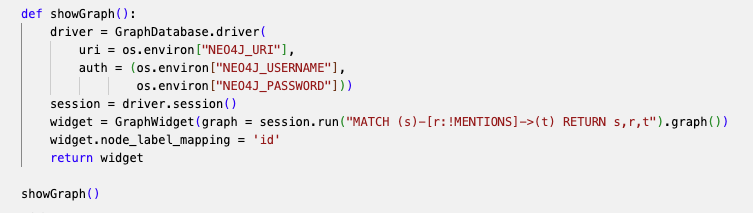 def showGraph():
    driver = GraphDatabase.driver(
        uri = os.environ["NEO4J_URI"],
        auth = (os.environ["NEO4J_USERNAME"],
                os.environ["NEO4J_PASSWORD"]))
    session = driver.session()
    widget = GraphWidget(graph = session.run("MATCH (s)-[r:!MENTIONS]->(t) RETURN s,r,t").graph())
    widget.node_label_mapping = 'id'
    return widget

showGraph()